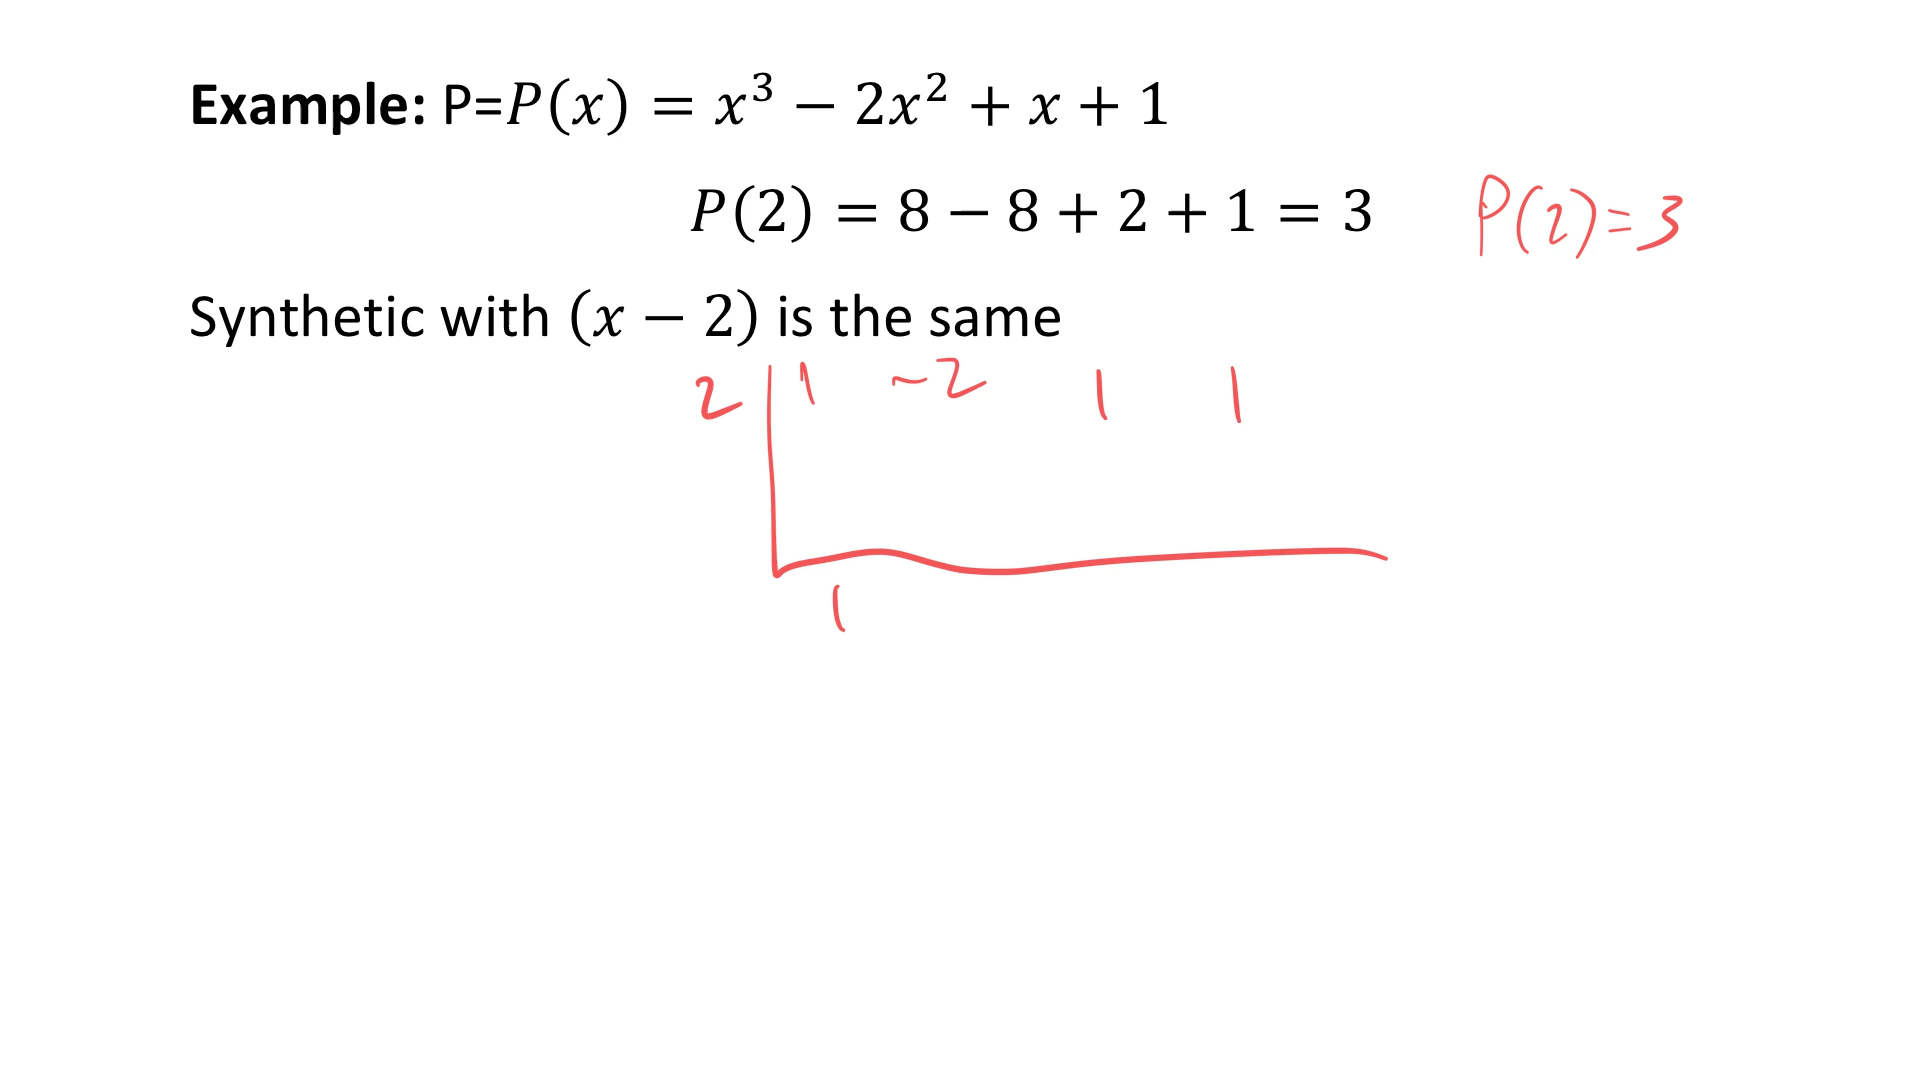 Example: P=P(x) = x³ − 2x² + x + 1
P(2) = 8 − 8 + 2 + 1 = 3 P(2)=3
Synthetic with (x − 2) is the same
2 | 1 -2 1 1
1